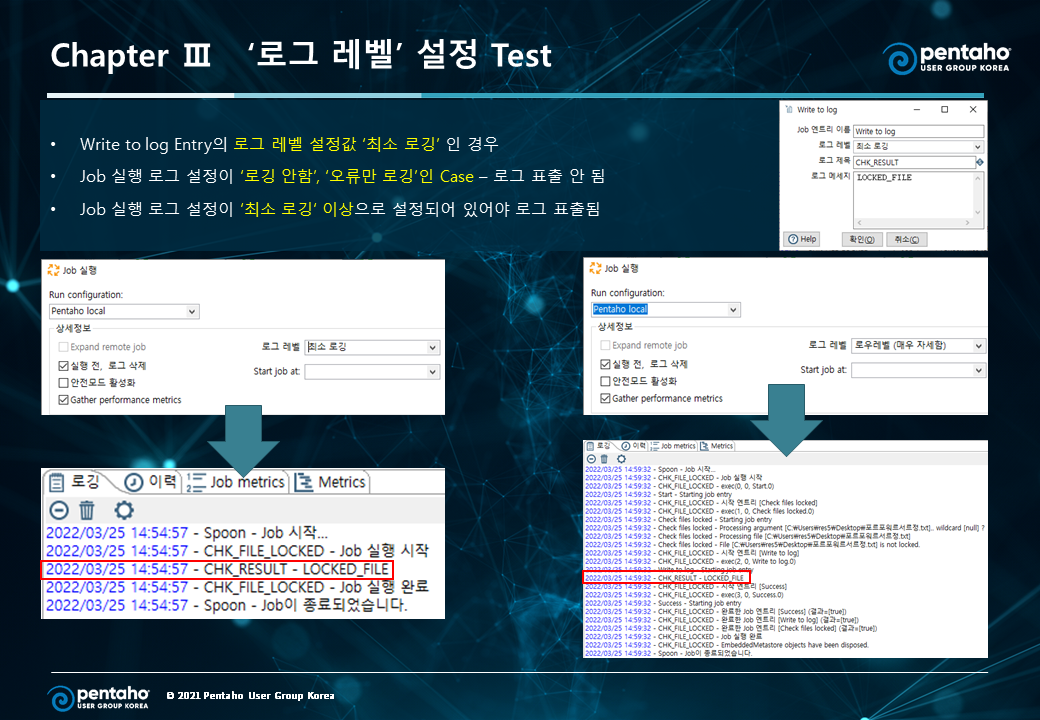 Chapter Ⅲ ‘로그 레벨’ 설정 Test
pentaho
USER GROUP KOREA
• Write to log Entry의 로그 레벨 설정값 ‘최소 로깅’ 인 경우
• Job 실행 로그 설정이 ‘로깅 안함’, ‘오류만 로깅’인 Case – 로그 표출 안 됨
• Job 실행 로그 설정이 ‘최소 로깅’ 이상으로 설정되어 있어야 로그 표출됨
Write to log
Job 엔트리 이름 Write to log
로그 레벨 최소 로깅
로그 제목 CHK_RESULT
로그 메세지 LOCKED_FILE
Help 확인(O) 취소(C)
Job 실행
Run configuration:
Pentaho local
상세정보
Expand remote job
로그 레벨 최소 로깅
실행 전, 로그 삭제
Start job at:
안전모드 활성화
Gather performance metrics
로깅 이력 Job metrics Metrics
2022/03/25 14:54:57 - Spoon - Job 시작...
2022/03/25 14:54:57 - CHK_FILE_LOCKED - Job 실행 시작
2022/03/25 14:54:57 - CHK_RESULT - LOCKED_FILE
2022/03/25 14:54:57 - CHK_FILE_LOCKED - Job 실행 완료
2022/03/25 14:54:57 - Spoon - Job이 종료되었습니다.
Job 실행
Run configuration:
Pentaho local
상세정보
Expand remote job
로그 레벨 로우레벨 (매우 자세함)
실행 전, 로그 삭제
Start job at:
안전모드 활성화
Gather performance metrics
로깅 이력 Job metrics Metrics
2022/03/25 14:59:32 - Spoon - Job 시작...
2022/03/25 14:59:32 - CHK_FILE_LOCKED - Job 실행 시작
2022/03/25 14:59:32 - CHK_FILE_LOCKED - exec(0, 0, Start.0)
2022/03/25 14:59:32 - Start - Starting job entry
2022/03/25 14:59:32 - CHK_FILE_LOCKED - 시작 엔트리 [Check files locked]
2022/03/25 14:59:32 - CHK_FILE_LOCKED - exec(1, 0, Check files locked.0)
2022/03/25 14:59:32 - Check files locked - Starting job entry
2022/03/25 14:59:32 - Check files locked - Processing argument [C:₩Users₩res5₩Desktop₩포트포워트서트정.txt].. wildcard [null] ?
2022/03/25 14:59:32 - Check files locked - Processing file [C:₩Users₩res5₩Desktop₩포트포워트서트정.txt]
2022/03/25 14:59:32 - Check files locked - File [C:₩Users₩res5₩Desktop₩포트포워트서트정.txt] is not locked.
2022/03/25 14:59:32 - CHK_FILE_LOCKED - 시작 엔트리 [Write to log]
2022/03/25 14:59:32 - CHK_FILE_LOCKED - exec(2, 0, Write to log.0)
2022/03/25 14:59:32 - Write to log - Starting job entry
2022/03/25 14:59:32 - CHK_RESULT - LOCKED_FILE
2022/03/25 14:59:32 - CHK_FILE_LOCKED - 시작 엔트리 [Success]
2022/03/25 14:59:32 - CHK_FILE_LOCKED - exec(3, 0, Success.0)
2022/03/25 14:59:32 - Success - Starting job entry
2022/03/25 14:59:32 - CHK_FILE_LOCKED - 완료한 Job 엔트리 [Success] (결과=[true])
2022/03/25 14:59:32 - CHK_FILE_LOCKED - 완료한 Job 엔트리 [Write to log] (결과=[true])
2022/03/25 14:59:32 - CHK_FILE_LOCKED - 완료한 Job 엔트리 [Check files locked] (결과=[true])
2022/03/25 14:59:32 - CHK_FILE_LOCKED - Job 실행 완료
2022/03/25 14:59:32 - CHK_FILE_LOCKED - EmbeddedMetastore objects have been disposed.
2022/03/25 14:59:32 - Spoon - Job이 종료되었습니다.
pentaho
USER GROUP KOREA
© 2021 Pentaho User Group Korea